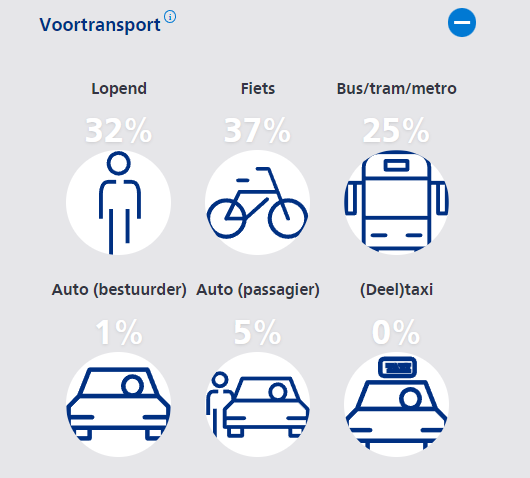 Voortransport
Lopend Fiets Bus/tram/metro
32% 37% 25%
Auto (bestuurder) Auto (passagier) (Deel)taxi
1% 5% 0%